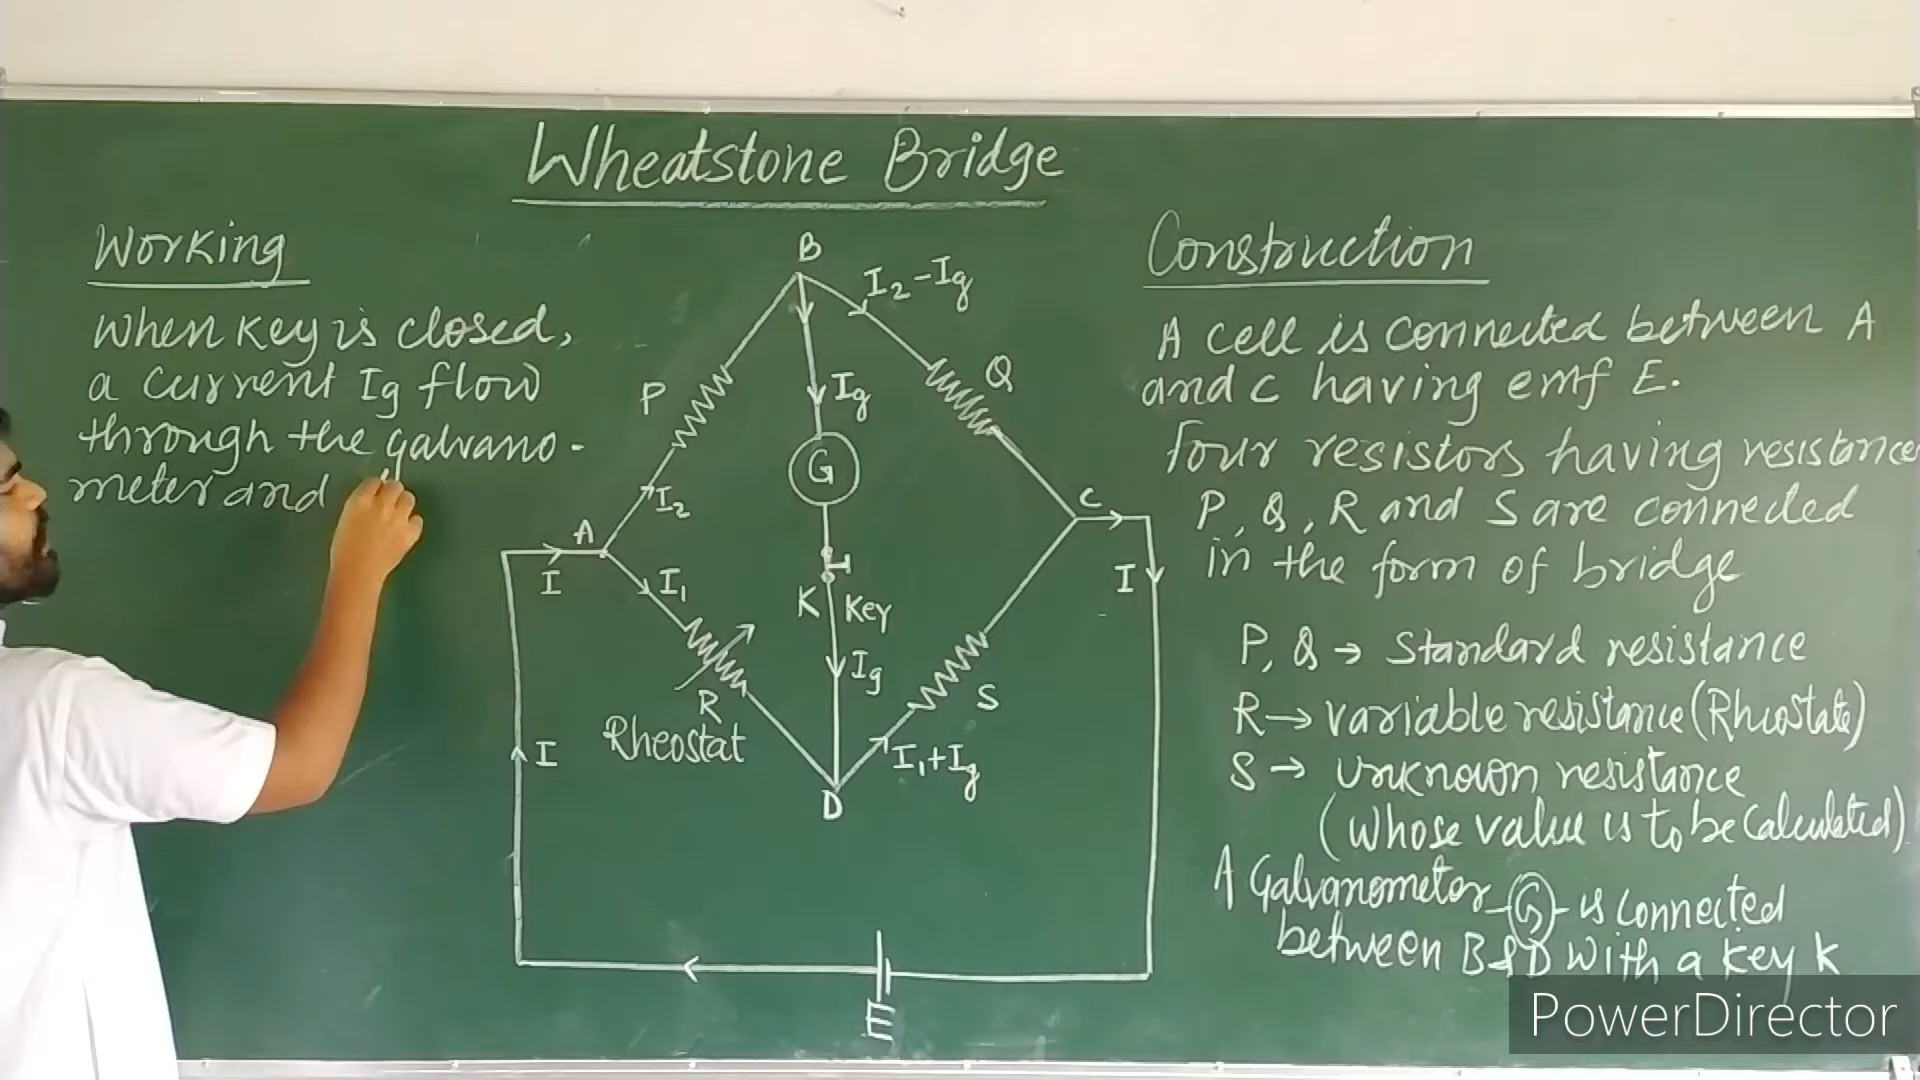 Wheatstone Bridge
Working
When Key is closed,
a current Ig flow
through the galvano-
meter and
B
I2-Ig
P
Q
Ig
G
I2
A
C
I
I1
K Key
I
Ig
R
S
Rheostat
I
I1+Ig
D
E
Construction
A cell is connected between A
and C having emf E.
Four resistors having resistance
P, Q, R and S are connected
in the form of bridge
P, Q → Standard resistance
R → variable resistance (Rheostate)
S → unknown resistance
(whose value is to be calculated)
A Galvanometer -G- is connected
between B & D with a key K
PowerDirector